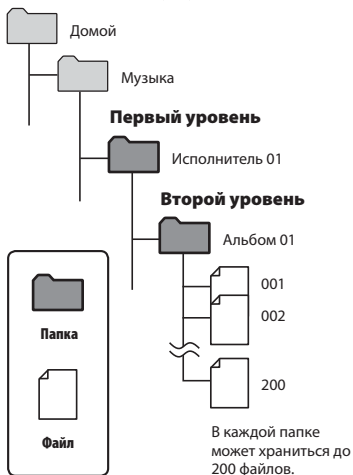 Домой
Музыка
Первый уровень
Исполнитель 01
Второй уровень
Альбом 01
001
002
200
Папка
Файл
В каждой папке
может храниться до
200 файлов.